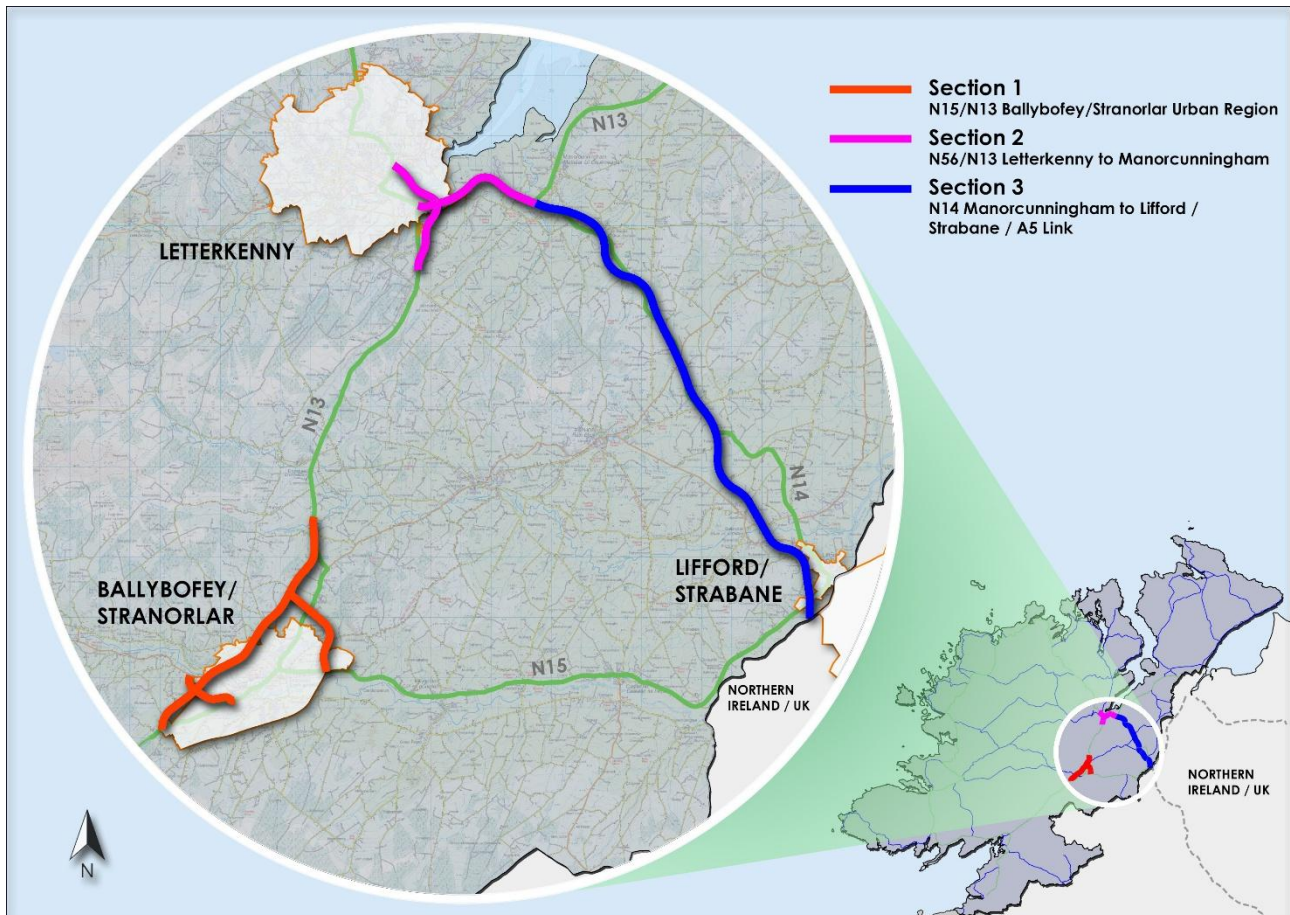 Section 1
N15/N13 Ballybofey/Stranorlar Urban Region
Section 2
N56/N13 Letterkenny to Manorcunningham
Section 3
N14 Manorcunningham to Lifford /
Strabane / A5 Link
N13
LETTERKENNY
N13
N14
BALLYBOFEY/
STRANORLAR
LIFFORD/
STRABANE
N15
NORTHERN
IRELAND / UK
NORTHERN
IRELAND / UK
N